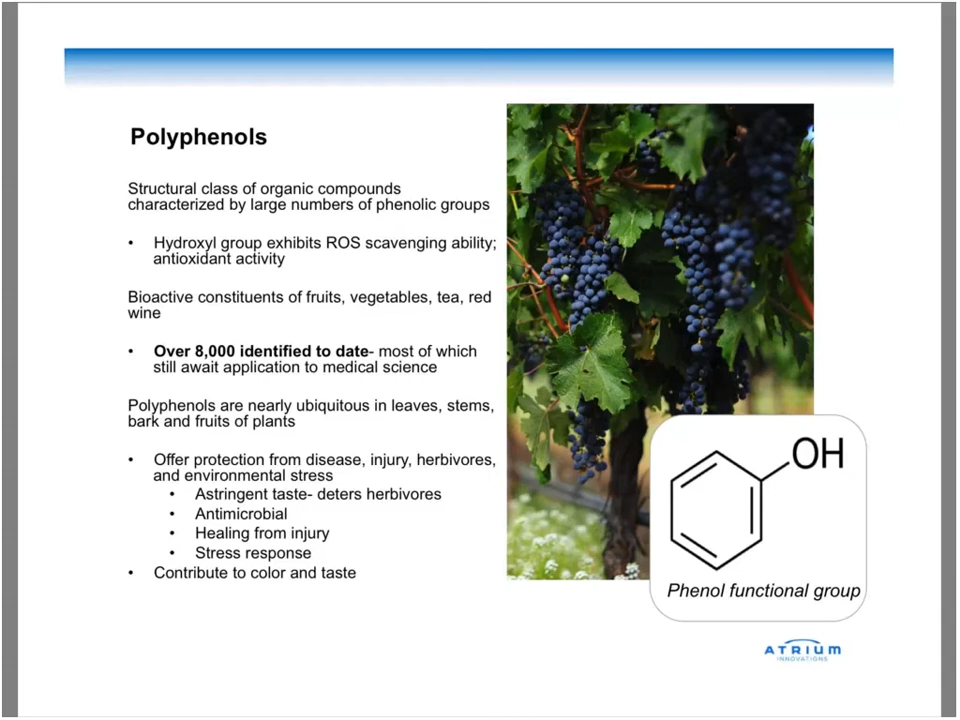 Polyphenols
Structural class of organic compounds
characterized by large numbers of phenolic groups
• Hydroxyl group exhibits ROS scavenging ability;
antioxidant activity
Bioactive constituents of fruits, vegetables, tea, red
wine
• Over 8,000 identified to date- most of which
still await application to medical science
Polyphenols are nearly ubiquitous in leaves, stems,
bark and fruits of plants
• Offer protection from disease, injury, herbivores,
and environmental stress
• Astringent taste- deters herbivores
• Antimicrobial
• Healing from injury
• Stress response
• Contribute to color and taste
OH
Phenol functional group
ATRIUM
INNOVATIONS